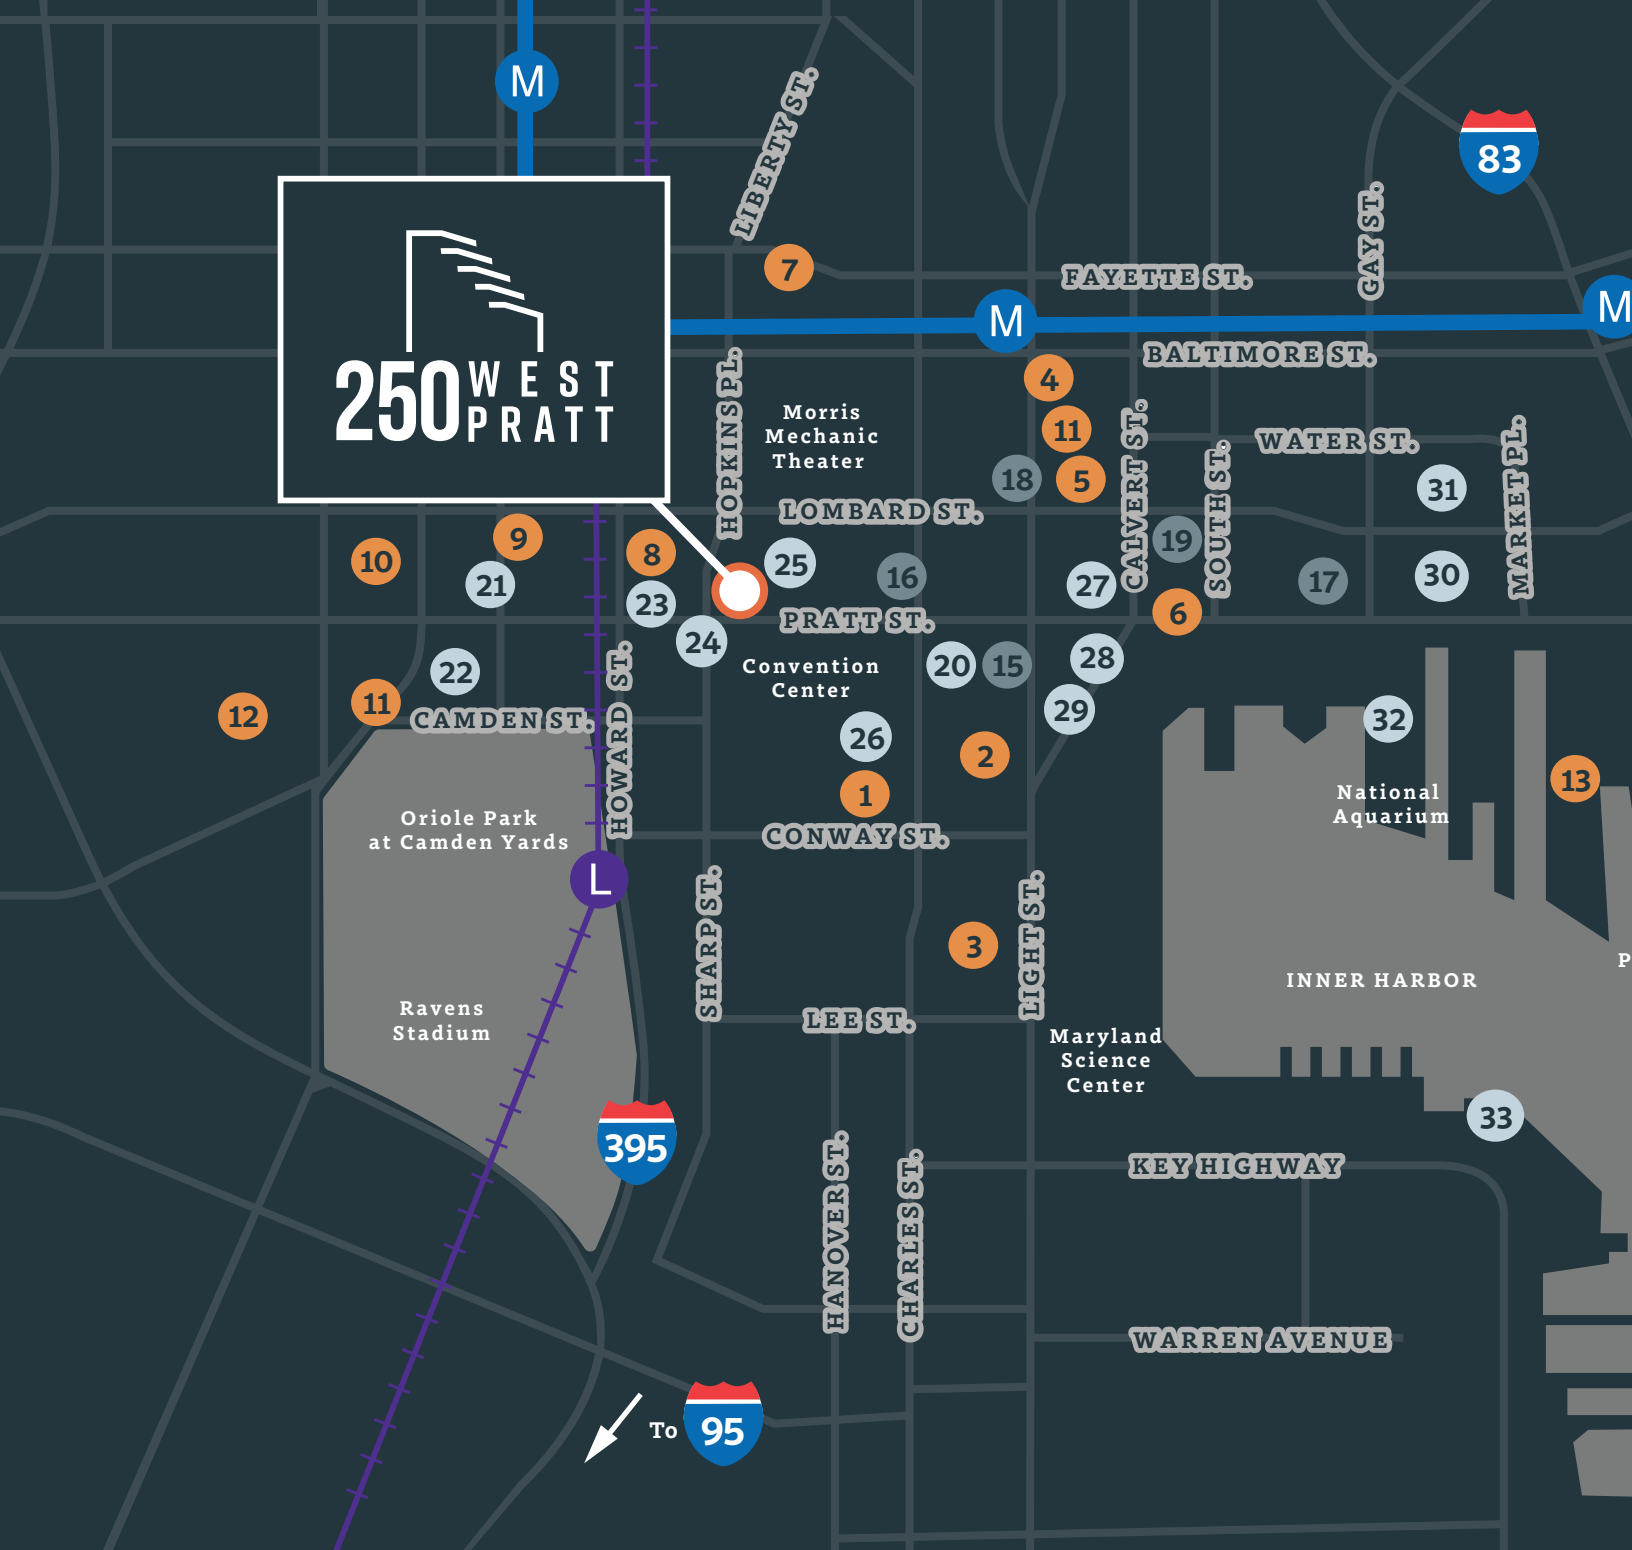 M
LIBERTY ST.
83
GAY ST.
7
FAYETTE ST.
M
M
250 WEST
PRATT
HOPKINS PL.
BALTIMORE ST.
4
Morris
Mechanic
Theater
11
CALVERT ST.
SOUTH ST.
WATER ST.
MARKET PL.
18
5
31
LOMBARD ST.
9
10
8
25
19
21
23
16
27
17
30
6
PRATT ST.
24
22
HOWARD ST.
Convention
Center
20
15
28
12
11
CAMDEN ST.
29
32
26
2
1
National
Aquarium
13
Oriole Park
at Camden Yards
CONWAY ST.
L
SHARP ST.
3
LIGHT ST.
P
INNER HARBOR
Ravens
Stadium
LEE ST.
Maryland
Science
Center
395
33
HANOVER ST.
CHARLES ST.
KEY HIGHWAY
WARREN AVENUE
To
95